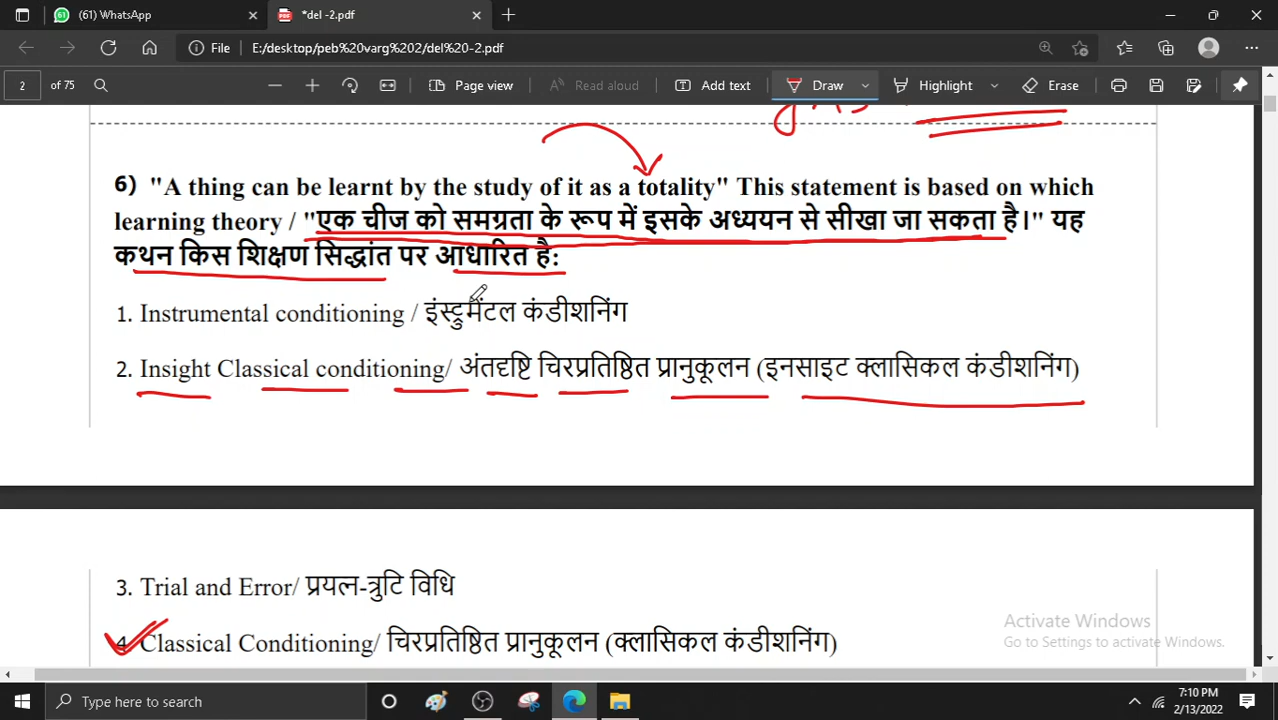 (61) WhatsApp
*del -2.pdf
File E:/desktop/peb%20varg%202/del%20-2.pdf
2 of 75 Page view Read aloud Add text Draw Highlight Erase
6) "A thing can be learnt by the study of it as a totality" This statement is based on which
learning theory / "एक चीज को समग्रता के रूप में इसके अध्ययन से सीखा जा सकता है।" यह
कथन किस शिक्षण सिद्धांत पर आधारित है:
1. Instrumental conditioning / इंस्ट्रुमेंटल कंडीशनिंग
2. Insight Classical conditioning/ अंतदृष्टि चिरप्रतिष्ठित प्रानुकूलन (इनसाइट क्लासिकल कंडीशनिंग)
3. Trial and Error/ प्रयत्न-त्रुटि विधि
4. Classical Conditioning/ चिरप्रतिष्ठित प्रानुकूलन (क्लासिकल कंडीशनिंग)
Activate Windows
Go to Settings to activate Windows.
Type here to search
7:10 PM
2/13/2022